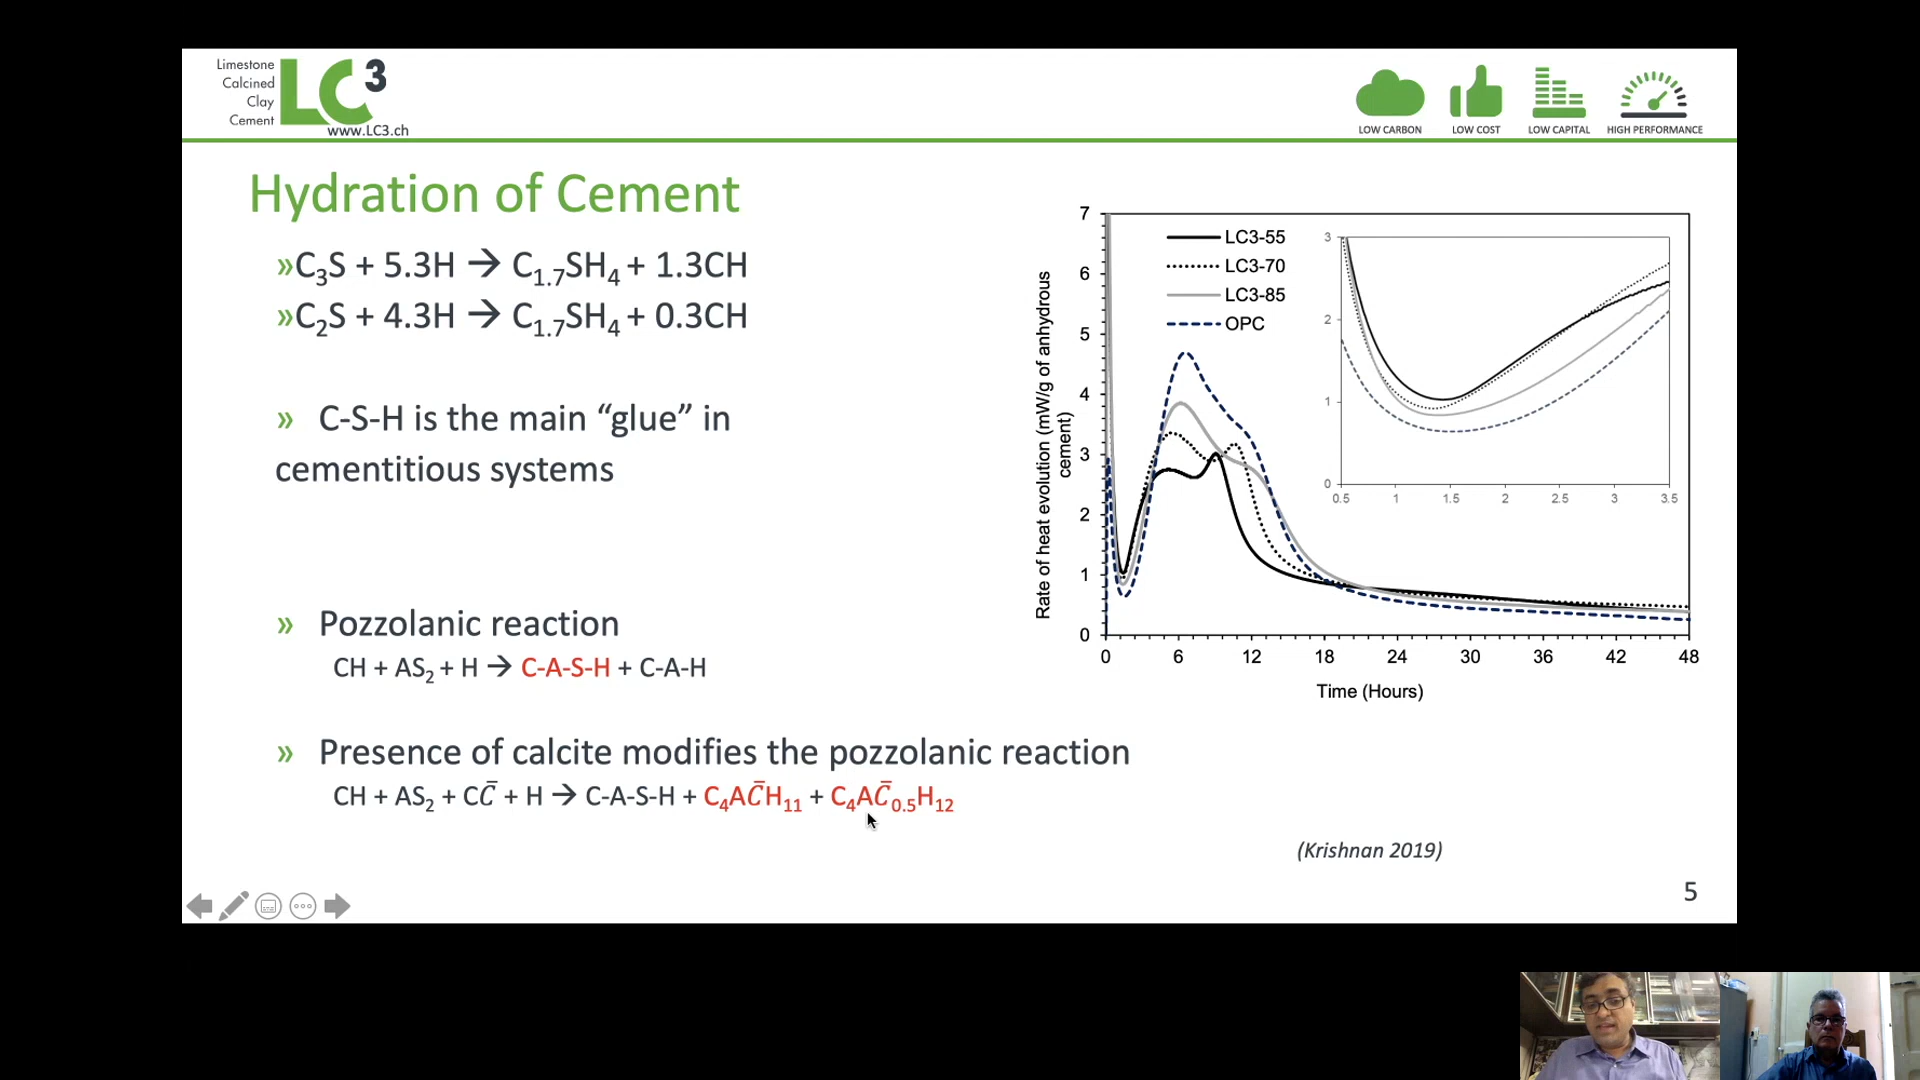 Limestone
Calcined
Clay
Cement
LC3
www.LC3.ch
LOW CARBON
LOW COST
LOW CAPITAL
HIGH PERFORMANCE
Hydration of Cement
»C₃S + 5.3H → C₁.₇SH₄ + 1.3CH
»C₂S + 4.3H → C₁.₇SH₄ + 0.3CH
» C-S-H is the main “glue” in
cementitious systems
» Pozzolanic reaction
CH + AS₂ + H → C-A-S-H + C-A-H
» Presence of calcite modifies the pozzolanic reaction
CH + AS₂ + CC̄ + H → C-A-S-H + C₄AC̄H₁₁ + C₄AC̄₀.₅H₁₂
Rate of heat evolution (mW/g of anhydrous
cement)
7
6
5
4
3
2
1
0
LC3-55
LC3-70
LC3-85
OPC
3
2
1
0
0.5 1 1.5 2 2.5 3 3.5
0 6 12 18 24 30 36 42 48
Time (Hours)
(Krishnan 2019)
5